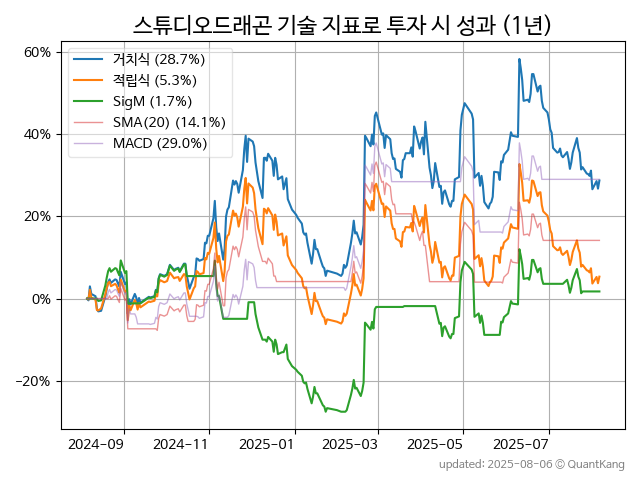 스튜디오드래곤 기술 지표로 투자 시 성과 (1년)
60%
40%
20%
0%
−20%
거치식 (28.7%)
적립식 (5.3%)
SigM (1.7%)
SMA(20) (14.1%)
MACD (29.0%)
2024-09
2024-11
2025-01
2025-03
2025-05
2025-07
updated: 2025-08-06 ⓒ QuantKang